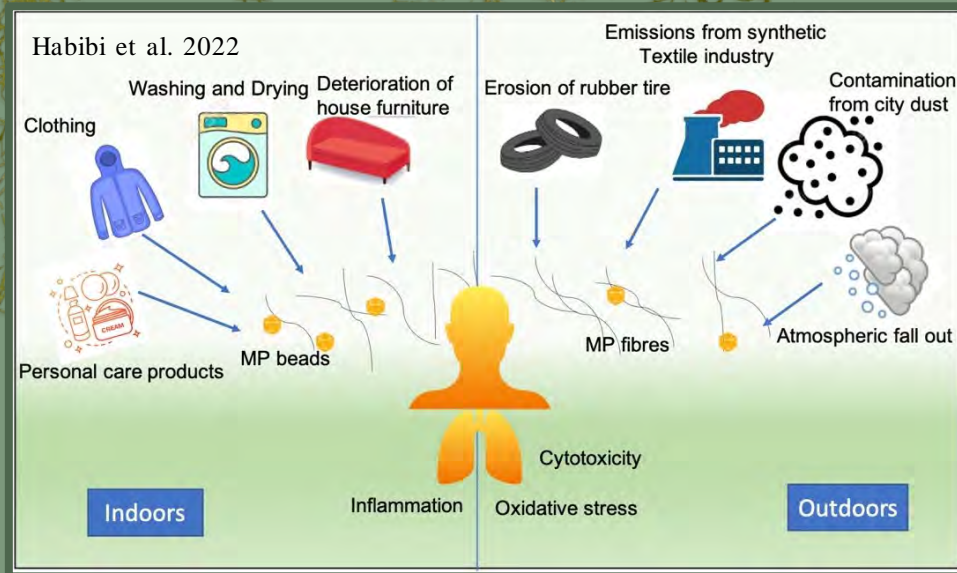 Habibi et al. 2022
Clothing
Washing and Drying
Deterioration of
house furniture
Personal care products
CREAM
MP beads
Emissions from synthetic
Textile industry
Erosion of rubber tire
Contamination
from city dust
MP fibres
Atmospheric fall out
Cytotoxicity
Inflammation
Oxidative stress
Indoors
Outdoors